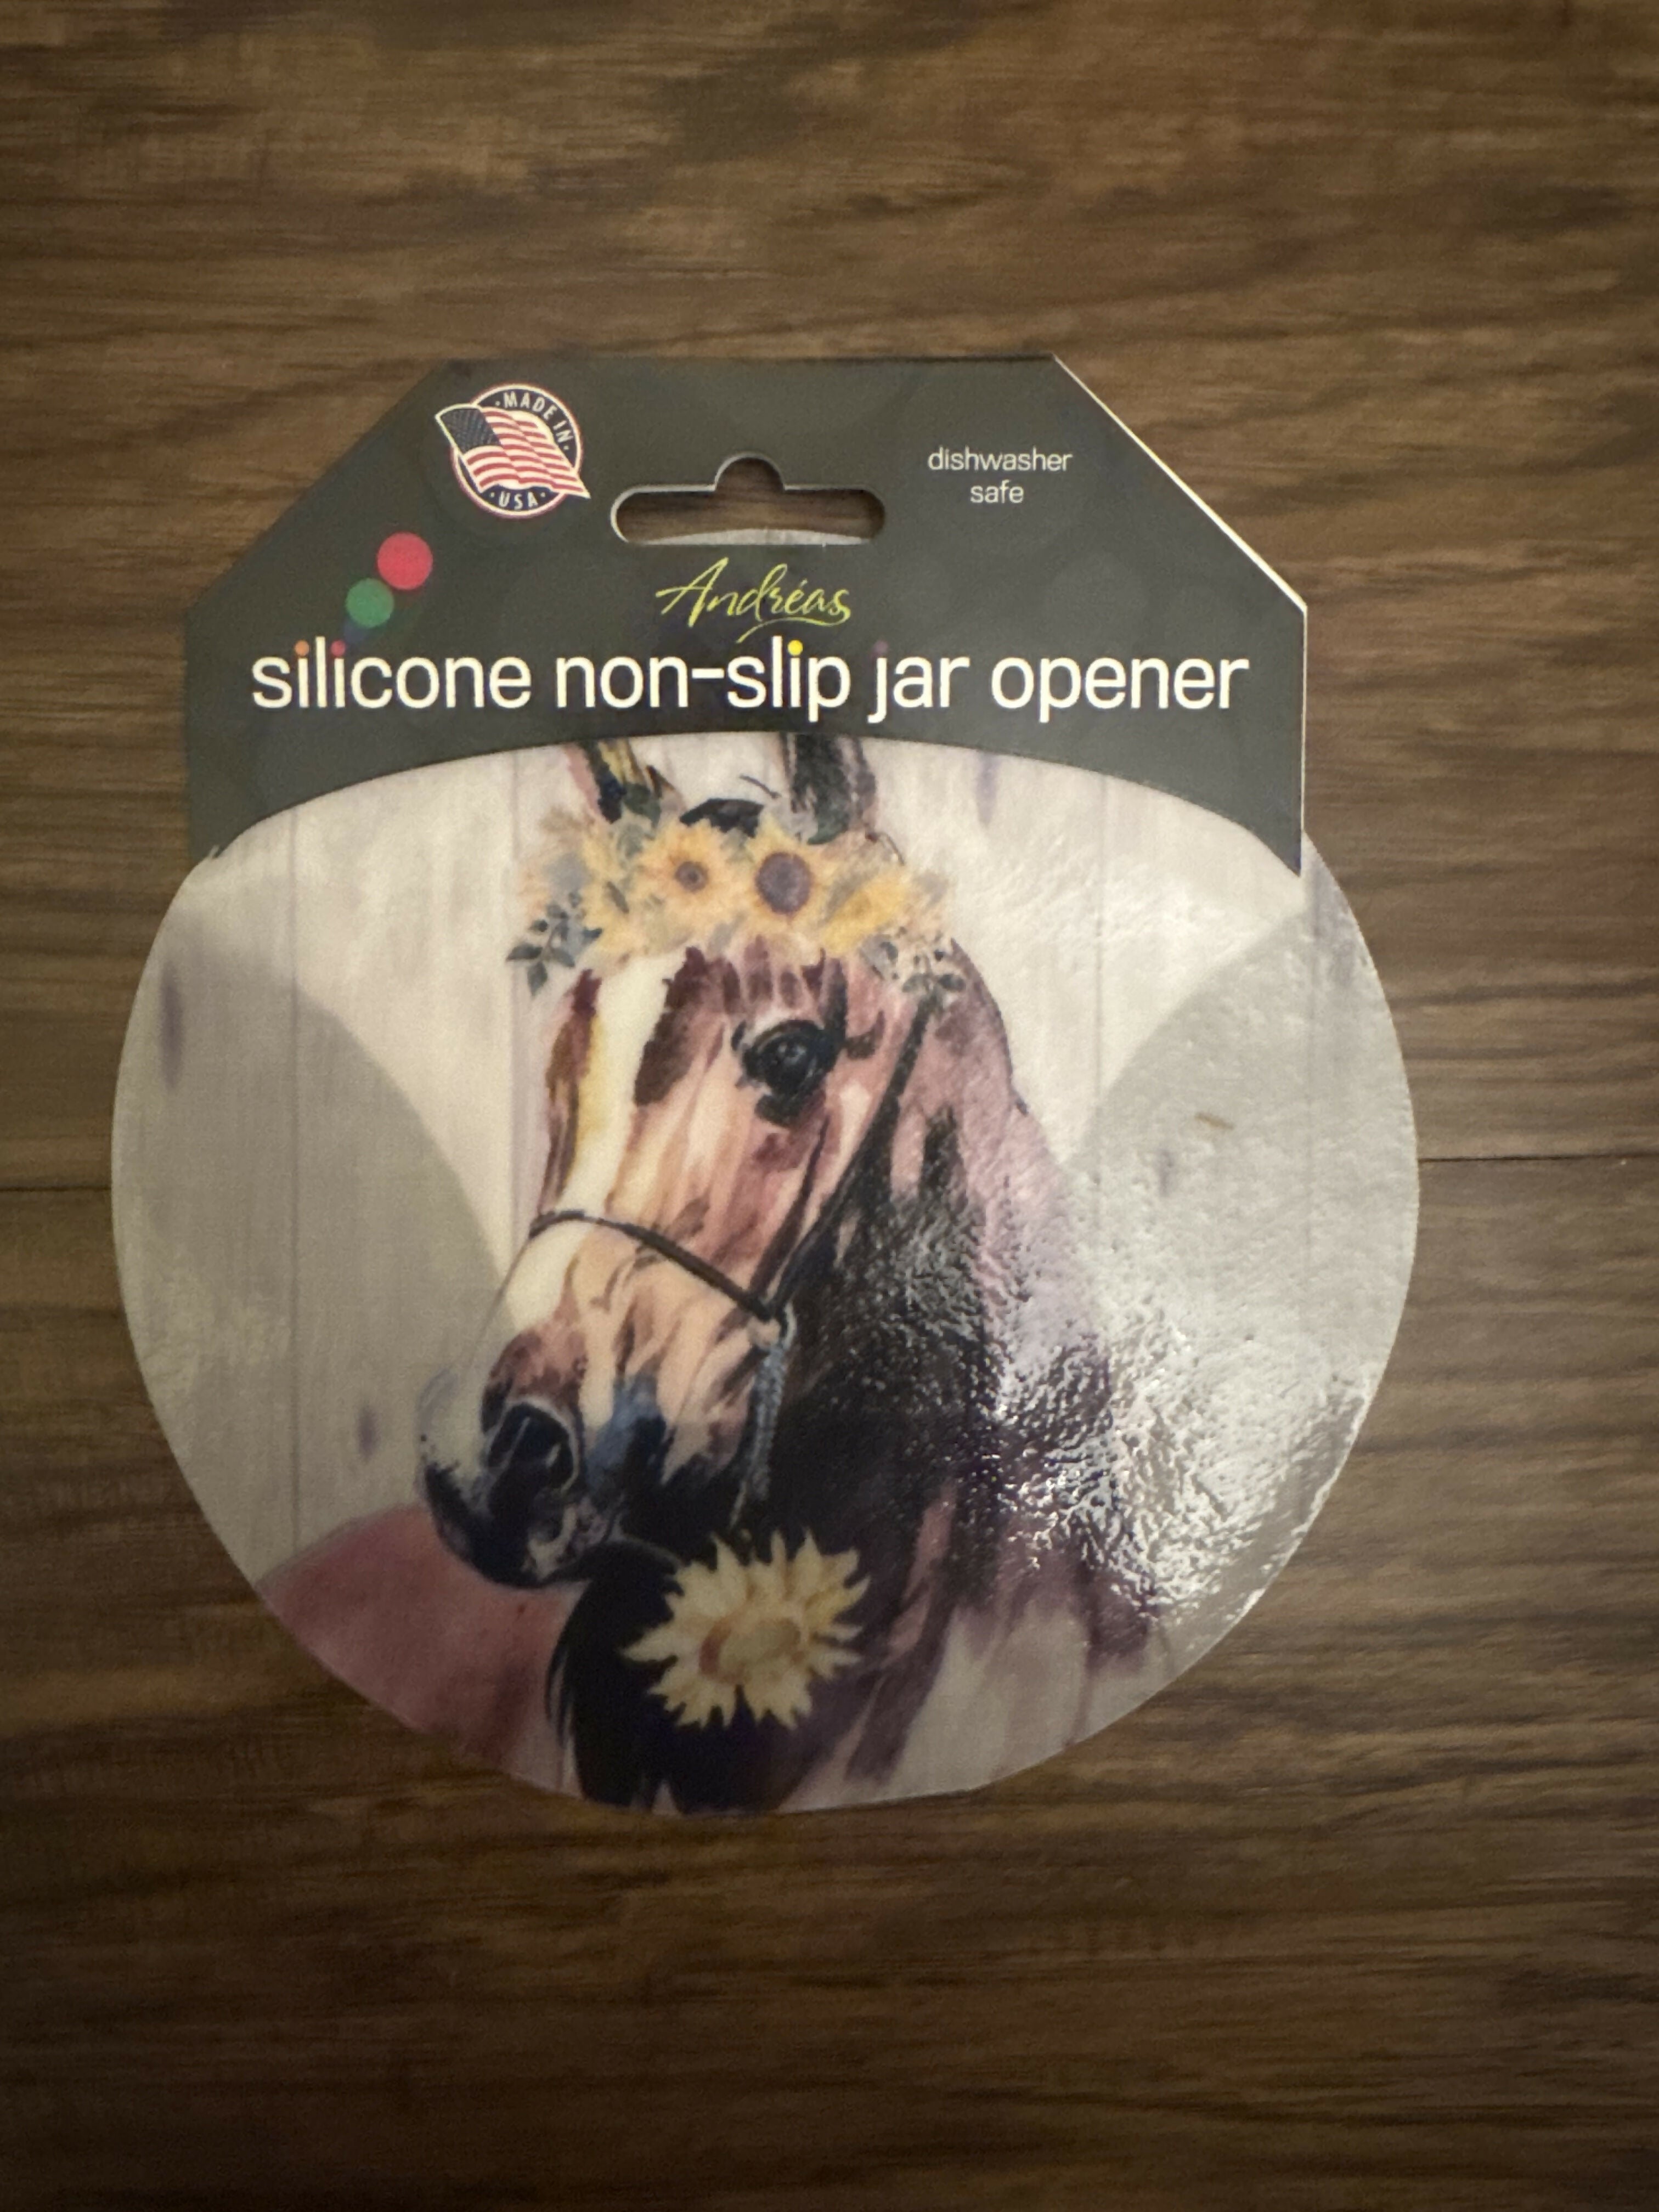 ·MADE IN·
·USA·
dishwasher
safe
Andréas
silicone non-slip jar opener